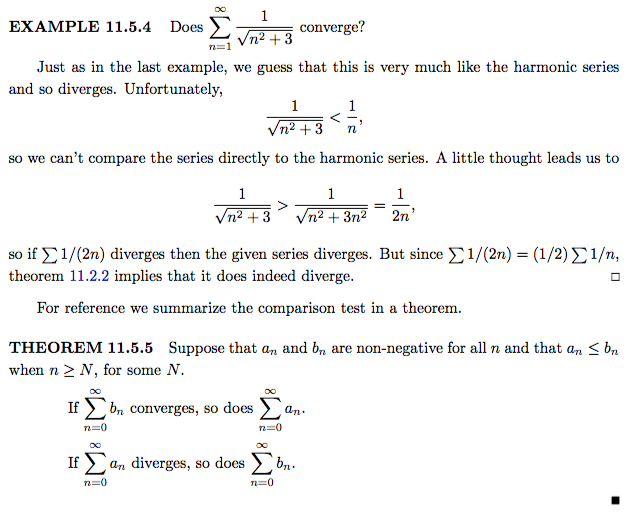 EXAMPLE 11.5.4 Does \sum_{n=1}^{\infty} \frac{1}{\sqrt{n^2+3}} converge?
Just as in the last example, we guess that this is very much like the harmonic series
and so diverges. Unfortunately,
\frac{1}{\sqrt{n^2+3}} < \frac{1}{n},
so we can't compare the series directly to the harmonic series. A little thought leads us to
\frac{1}{\sqrt{n^2+3}} > \frac{1}{\sqrt{n^2+3n^2}} = \frac{1}{2n},
so if ∑ 1/(2n) diverges then the given series diverges. But since ∑ 1/(2n) = (1/2) ∑ 1/n,
theorem 11.2.2 implies that it does indeed diverge. □
For reference we summarize the comparison test in a theorem.
THEOREM 11.5.5 Suppose that a_n and b_n are non-negative for all n and that a_n ≤ b_n
when n ≥ N, for some N.
If \sum_{n=0}^{\infty} b_n converges, so does \sum_{n=0}^{\infty} a_n.
If \sum_{n=0}^{\infty} a_n diverges, so does \sum_{n=0}^{\infty} b_n.
■